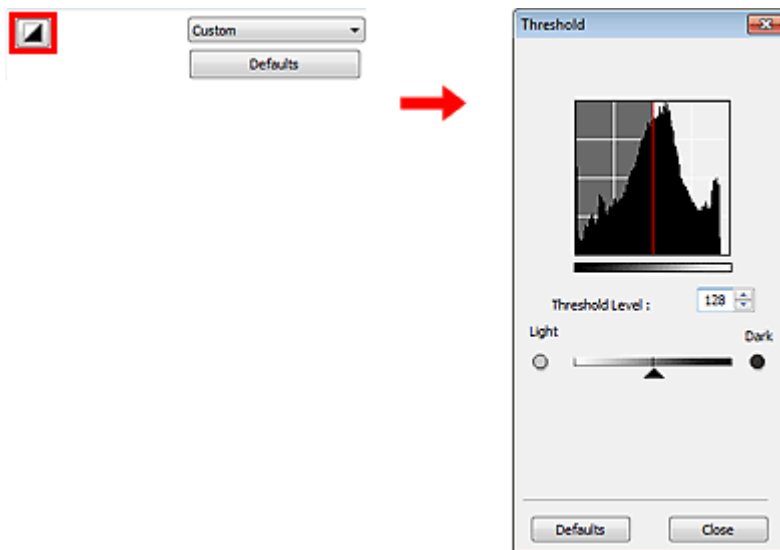 Custom
Defaults
Threshold
Threshold Level :
128
Light
Dark
Defaults
Close